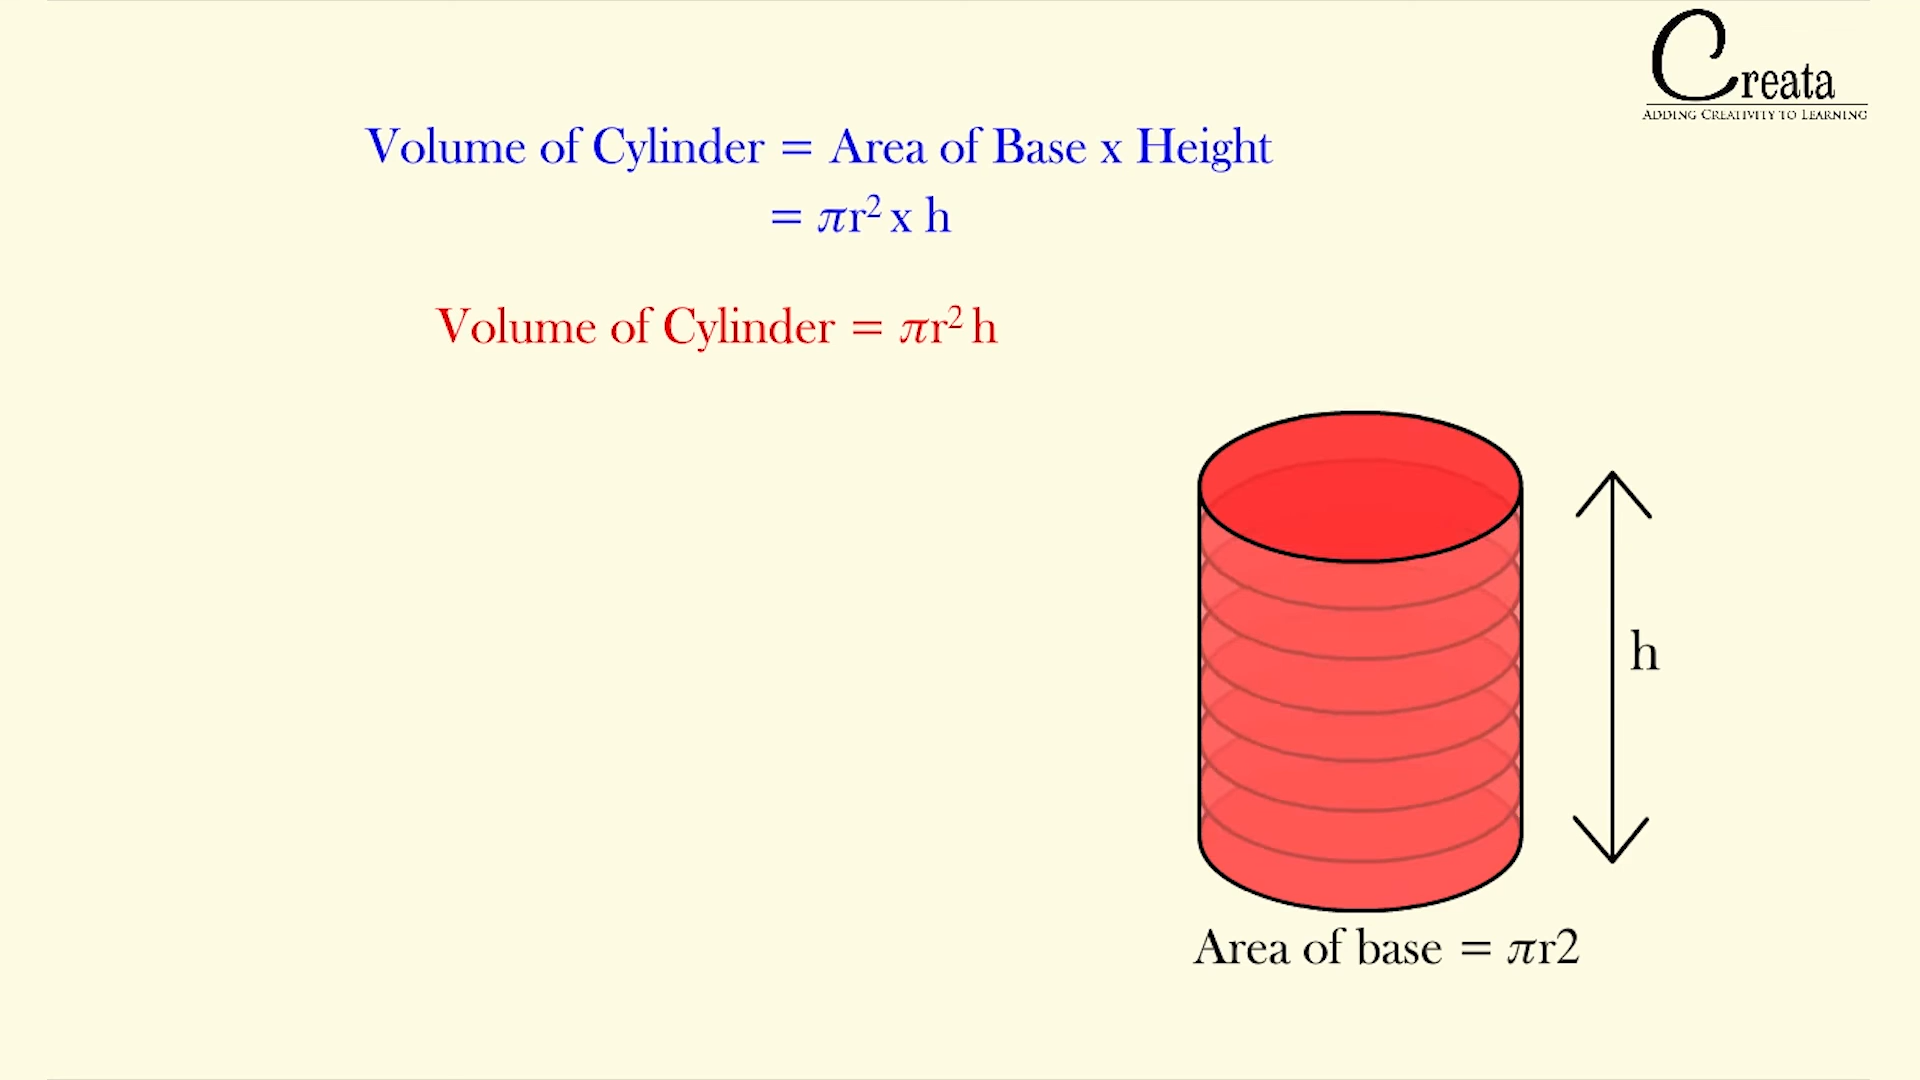 Creata
ADDING CREATIVITY TO LEARNING
Volume of Cylinder = Area of Base x Height
= πr² x h
Volume of Cylinder = πr² h
h
Area of base = πr2